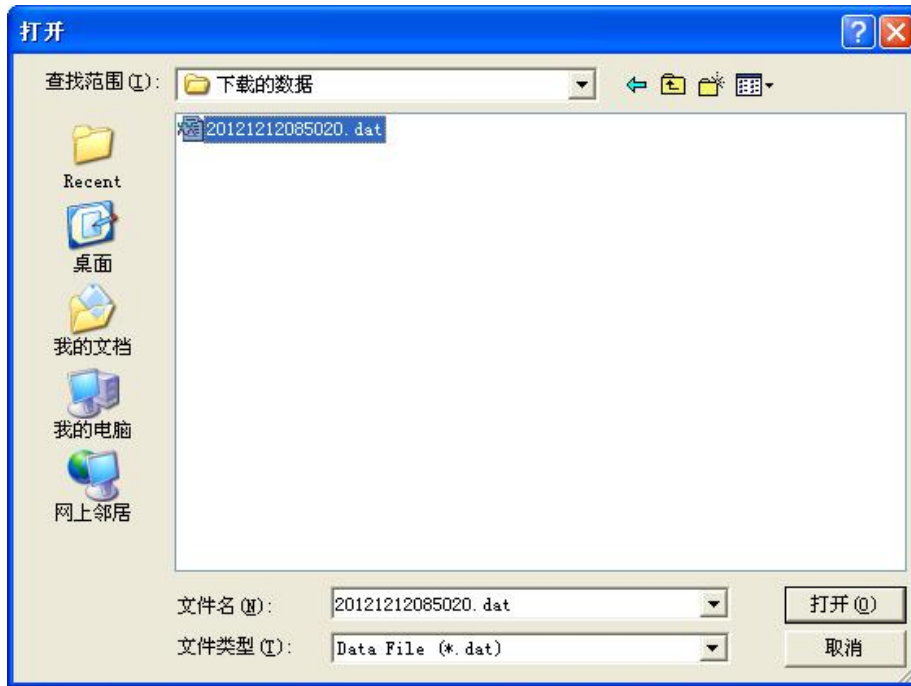 打开
查找范围(I):
下载的数据
20121212085020.dat
Recent
桌面
我的文档
我的电脑
网上邻居
文件名(N):
20121212085020.dat
打开(O)
文件类型(T):
Data File (*.dat)
取消